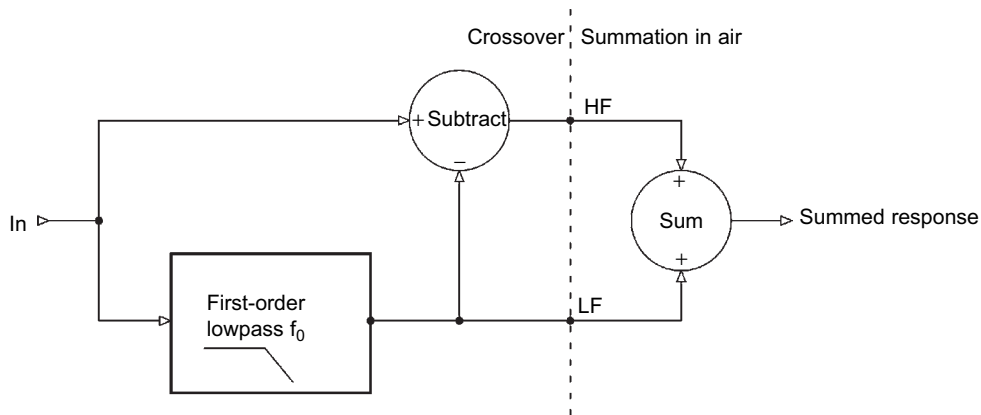 Crossover Summation in air
+ Subtract
−
HF
+
In
Sum
Summed response
+
First-order
lowpass f₀
LF